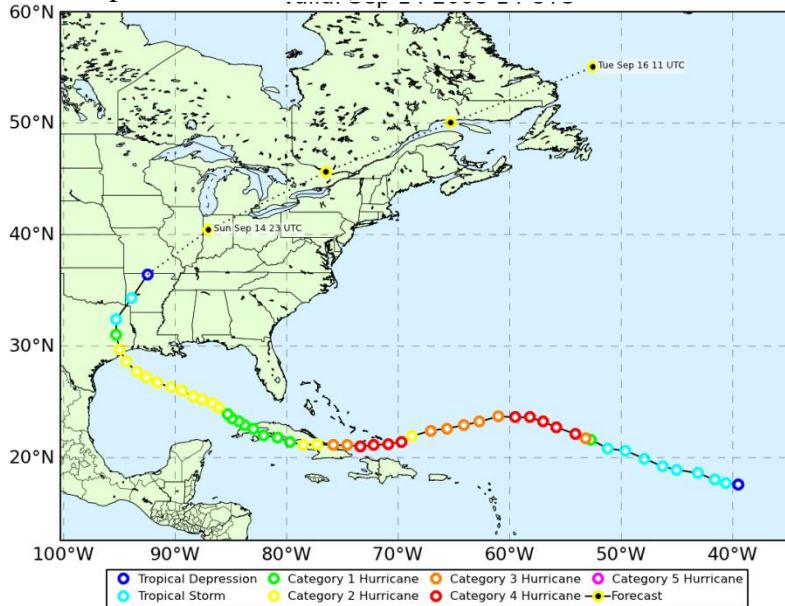 60°N
Tue Sep 16 11 UTC
50°N
40°N
Sun Sep 14 23 UTC
30°N
20°N
100°W 90°W 80°W 70°W 60°W 50°W 40°W
Tropical Depression Category 1 Hurricane Category 3 Hurricane Category 5 Hurricane
Tropical Storm Category 2 Hurricane Category 4 Hurricane Forecast